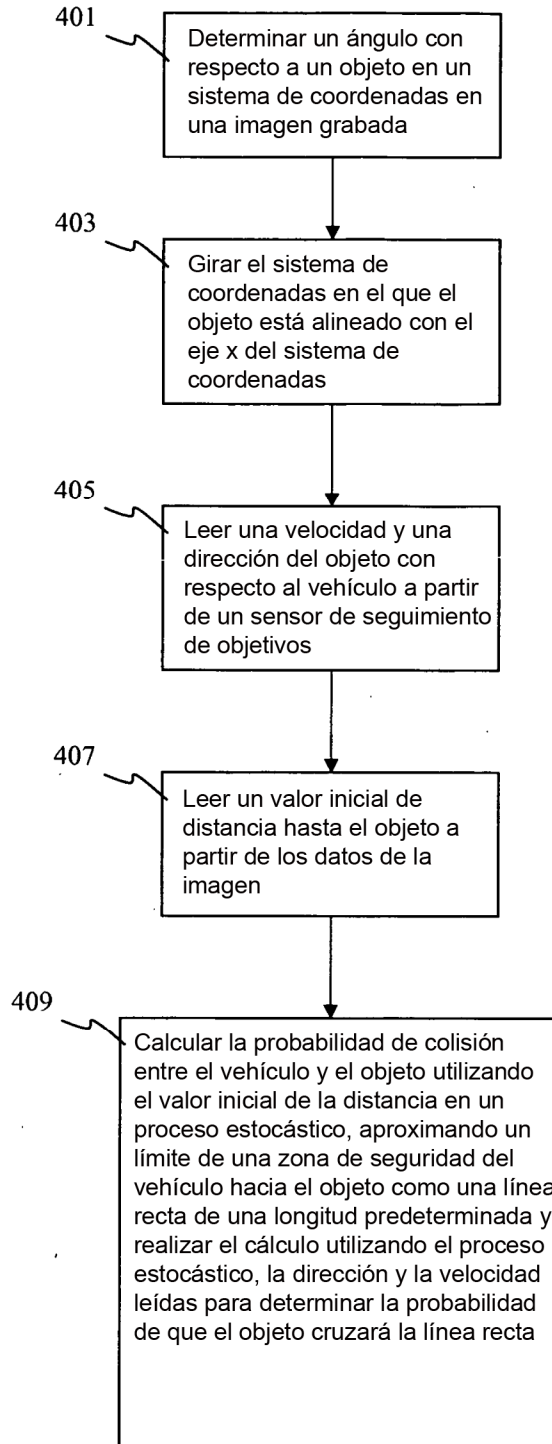 401
Determinar un ángulo con
respecto a un objeto en un
sistema de coordenadas en
una imagen grabada
403
Girar el sistema de
coordenadas en el que el
objeto está alineado con el
eje x del sistema de
coordenadas
405
Leer una velocidad y una
dirección del objeto con
respecto al vehículo a partir
de un sensor de seguimiento
de objetivos
407
Leer un valor inicial de
distancia hasta el objeto a
partir de los datos de la
imagen
409
Calcular la probabilidad de colisión
entre el vehículo y el objeto utilizando
el valor inicial de la distancia en un
proceso estocástico, aproximando un
límite de una zona de seguridad del
vehículo hacia el objeto como una línea
recta de una longitud predeterminada y
realizar el cálculo utilizando el proceso
estocástico, la dirección y la velocidad
leídas para determinar la probabilidad
de que el objeto cruzará la línea recta